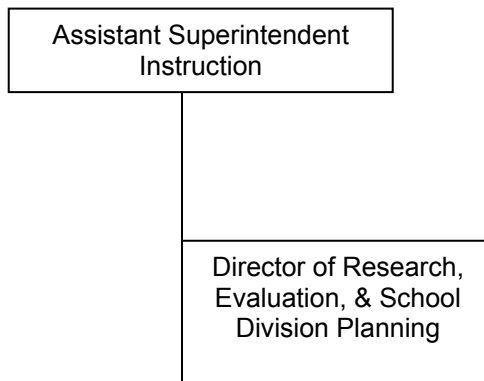 Assistant Superintendent
Instruction
Director of Research,
Evaluation, & School
Division Planning